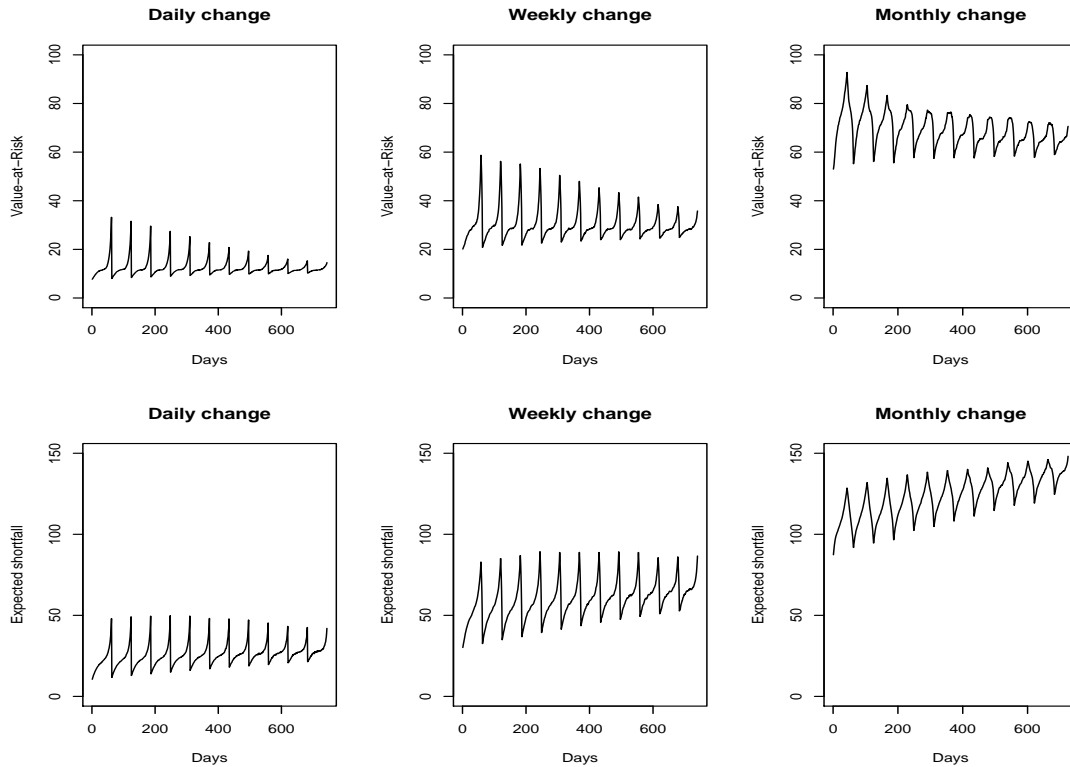 Daily change
Weekly change
Monthly change
Value−at−Risk
0 20 40 60 80 100
0 200 400 600
Days
Value−at−Risk
0 20 40 60 80 100
0 200 400 600
Days
Value−at−Risk
0 20 40 60 80 100
0 200 400 600
Days
Daily change
Weekly change
Monthly change
Expected shortfall
0 50 100 150
0 200 400 600
Days
Expected shortfall
0 50 100 150
0 200 400 600
Days
Expected shortfall
0 50 100 150
0 200 400 600
Days